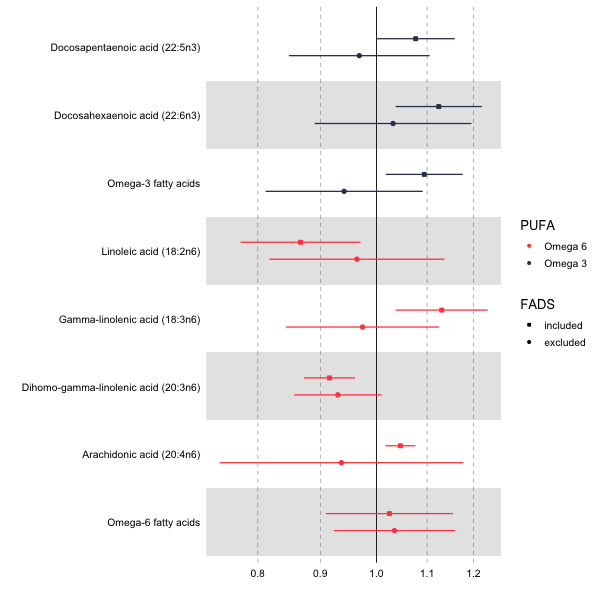 Docosapentaenoic acid (22:5n3)
Docosahexaenoic acid (22:6n3)
Omega-3 fatty acids
Linoleic acid (18:2n6)
Gamma-linolenic acid (18:3n6)
Dihomo-gamma-linolenic acid (20:3n6)
Arachidonic acid (20:4n6)
Omega-6 fatty acids
0.8 0.9 1.0 1.1 1.2
PUFA
Omega 6
Omega 3
FADS
included
excluded